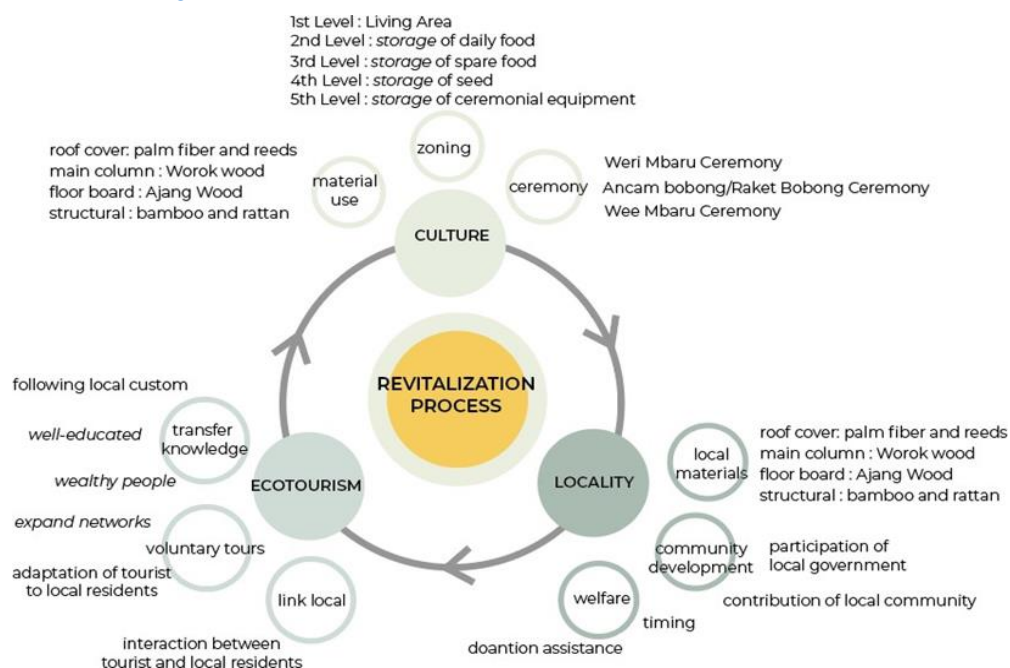 1st Level : Living Area
2nd Level : storage of daily food
3rd Level : storage of spare food
4th Level : storage of seed
5th Level : storage of ceremonial equipment
zoning
roof cover: palm fiber and reeds
main column : Worok wood
floor board : Ajang Wood
structural : bamboo and rattan
material
use
ceremony
Weri Mbaru Ceremony
Ancam bobong/Raket Bobong Ceremony
Wee Mbaru Ceremony
CULTURE
REVITALIZATION
PROCESS
following local custom
well-educated
wealthy people
transfer
knowledge
ECOTOURISM
expand networks
voluntary tours
adaptation of tourist
to local residents
link local
interaction between
tourist and local residents
LOCALITY
local
materials
roof cover: palm fiber and reeds
main column : Worok wood
floor board : Ajang Wood
structural : bamboo and rattan
community
development
participation of
local government
contribution of local community
welfare
timing
doantion assistance